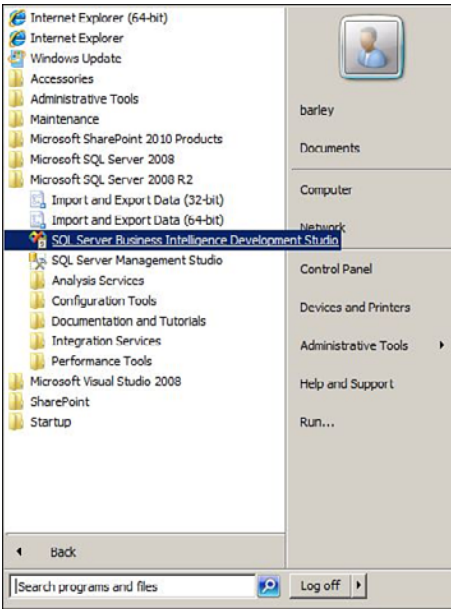 Internet Explorer (64-bit)
Internet Explorer
Windows Update
Accessories
Administrative Tools
Maintenance
Microsoft SharePoint 2010 Products
Microsoft SQL Server 2008
Microsoft SQL Server 2008 R2
Import and Export Data (32-bit)
Import and Export Data (64-bit)
SQL Server Business Intelligence Development Studio
SQL Server Management Studio
Analysis Services
Configuration Tools
Documentation and Tutorials
Integration Services
Performance Tools
Microsoft Visual Studio 2008
SharePoint
Startup
Back
Search programs and files
barley
Documents
Computer
Network
Control Panel
Devices and Printers
Administrative Tools
Help and Support
Run...
Log off